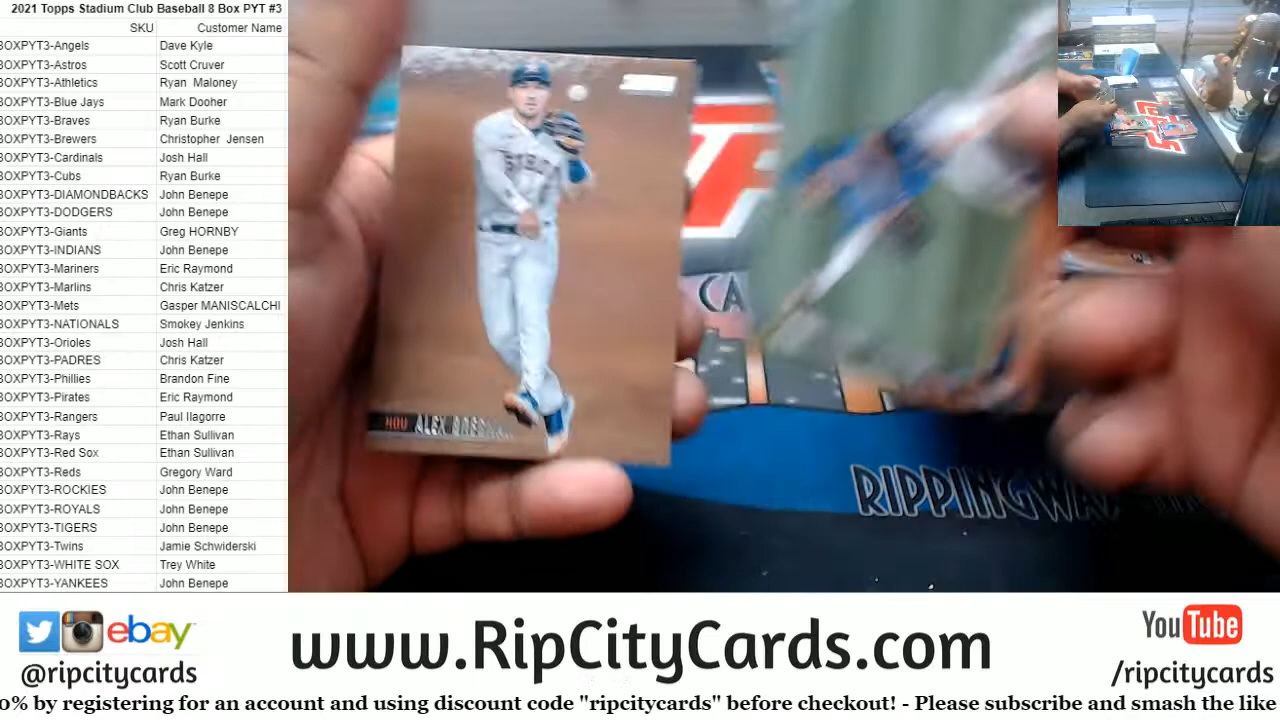 2021 Topps Stadium Club Baseball 8 Box PYT #3
SKU Customer Name
BOXPYT3-Angels Dave Kyle
BOXPYT3-Astros Scott Cruver
BOXPYT3-Athletics Ryan Maloney
BOXPYT3-Blue Jays Mark Dooher
BOXPYT3-Braves Ryan Burke
BOXPYT3-Brewers Christopher Jensen
BOXPYT3-Cardinals Josh Hall
BOXPYT3-Cubs Ryan Burke
BOXPYT3-DIAMONDBACKS John Benepe
BOXPYT3-DODGERS John Benepe
BOXPYT3-Giants Greg HORNBY
BOXPYT3-INDIANS John Benepe
BOXPYT3-Mariners Eric Raymond
BOXPYT3-Marlins Chris Katzer
BOXPYT3-Mets Gasper MANISCALCHI
BOXPYT3-NATIONALS Smokey Jenkins
BOXPYT3-Orioles Josh Hall
BOXPYT3-PADRES Chris Katzer
BOXPYT3-Phillies Brandon Fine
BOXPYT3-Pirates Eric Raymond
BOXPYT3-Rangers Paul Ilagorre
BOXPYT3-Rays Ethan Sullivan
BOXPYT3-Red Sox Ethan Sullivan
BOXPYT3-Reds Gregory Ward
BOXPYT3-ROCKIES John Benepe
BOXPYT3-ROYALS John Benepe
BOXPYT3-TIGERS John Benepe
BOXPYT3-Twins Jamie Schwiderski
BOXPYT3-WHITE SOX Trey White
BOXPYT3-YANKEES John Benepe
HOU ALEX
CA
RIPPINGWAX
ebay
@ripcitycards
www.RipCityCards.com
YouTube
/ripcitycards
0% by registering for an account and using discount code "ripcitycards" before checkout! - Please subscribe and smash the like